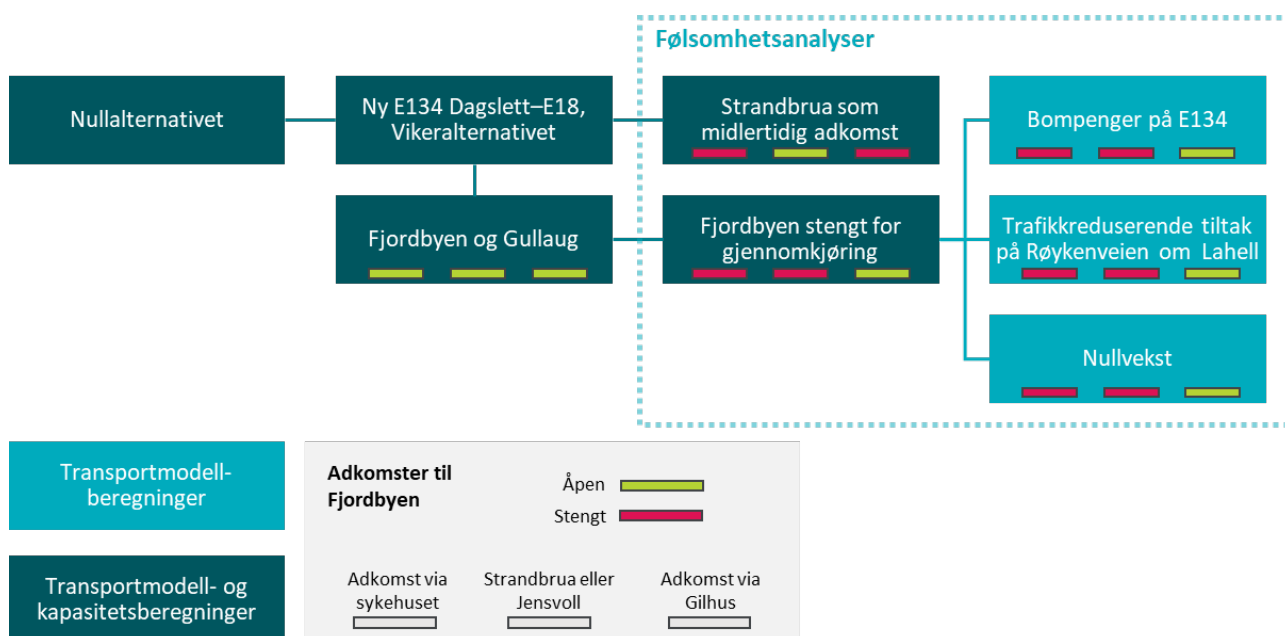 Følsomhetsanalyser
Nullalternativet
Ny E134 Dagslett–E18,
Vikeralternativet
Strandbrua som
midlertidig adkomst
Bompenger på E134
Fjordbyen og Gullaug
Fjordbyen stengt for
gjennomkjøring
Trafikkreduserende tiltak
på Røykenveien om Lahell
Nullvekst
Transportmodell-
beregninger
Transportmodell- og
kapasitetsberegninger
Adkomster til
Fjordbyen
Åpen
Stengt
Adkomst via
sykehuset
Strandbrua eller
Jensvoll
Adkomst via
Gilhus